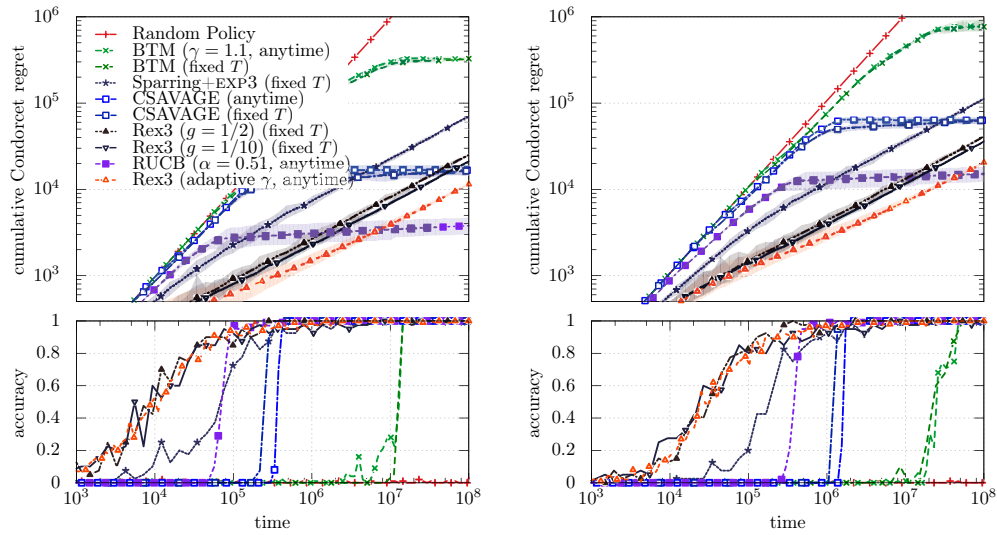 10^6
10^5
10^4
10^3
cumulative Condorcet regret
Random Policy
BTM (γ = 1.1, anytime)
BTM (fixed T)
Sparring+EXP3 (fixed T)
CSAVAGE (anytime)
CSAVAGE (fixed T)
Rex3 (g = 1/2) (fixed T)
Rex3 (g = 1/10) (fixed T)
RUCB (α = 0.51, anytime)
Rex3 (adaptive γ, anytime)
10^6
10^5
10^4
10^3
cumulative Condorcet regret
1
0.8
0.6
0.4
0.2
0
accuracy
10^3 10^4 10^5 10^6 10^7 10^8
time
1
0.8
0.6
0.4
0.2
0
accuracy
10^3 10^4 10^5 10^6 10^7 10^8
time